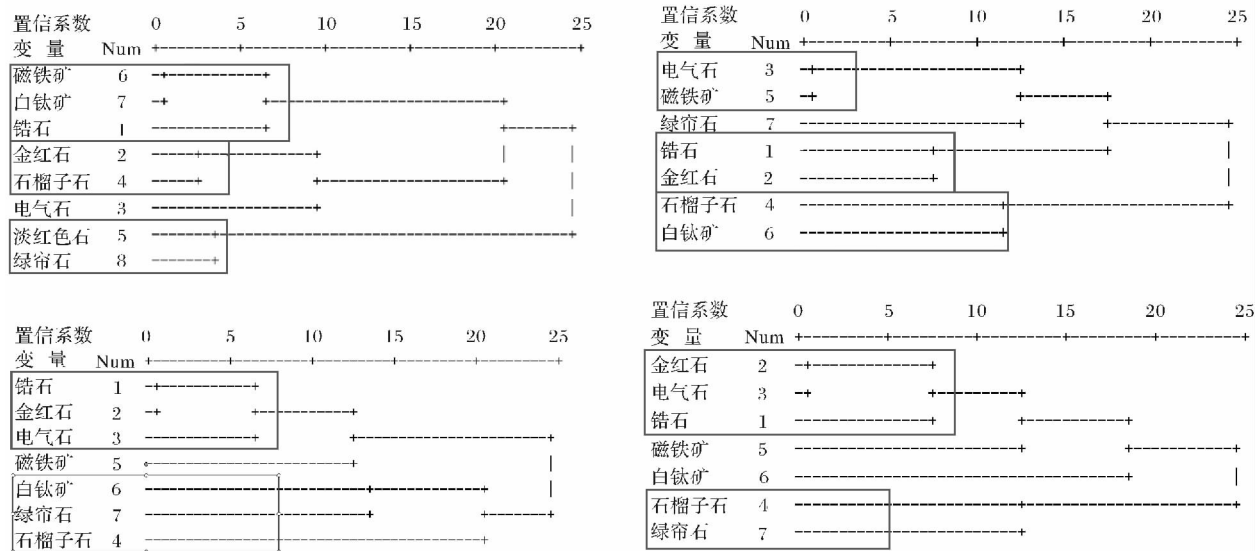 置信系数 0 5 10 15 20 25
变 量 Num
磁铁矿 6
白钛矿 7
锆石 1
金红石 2
石榴子石 4
电气石 3
淡红色石 5
绿帘石 8
置信系数 0 5 10 15 20 25
变 量 Num
电气石 3
磁铁矿 5
绿帘石 7
锆石 1
金红石 2
石榴子石 4
白钛矿 6
置信系数 0 5 10 15 20 25
变 量 Num
锆石 1
金红石 2
电气石 3
磁铁矿 5
白钛矿 6
绿帘石 7
石榴子石 4
置信系数 0 5 10 15 20 25
变 量 Num
金红石 2
电气石 3
锆石 1
磁铁矿 5
白钛矿 6
石榴子石 4
绿帘石 7